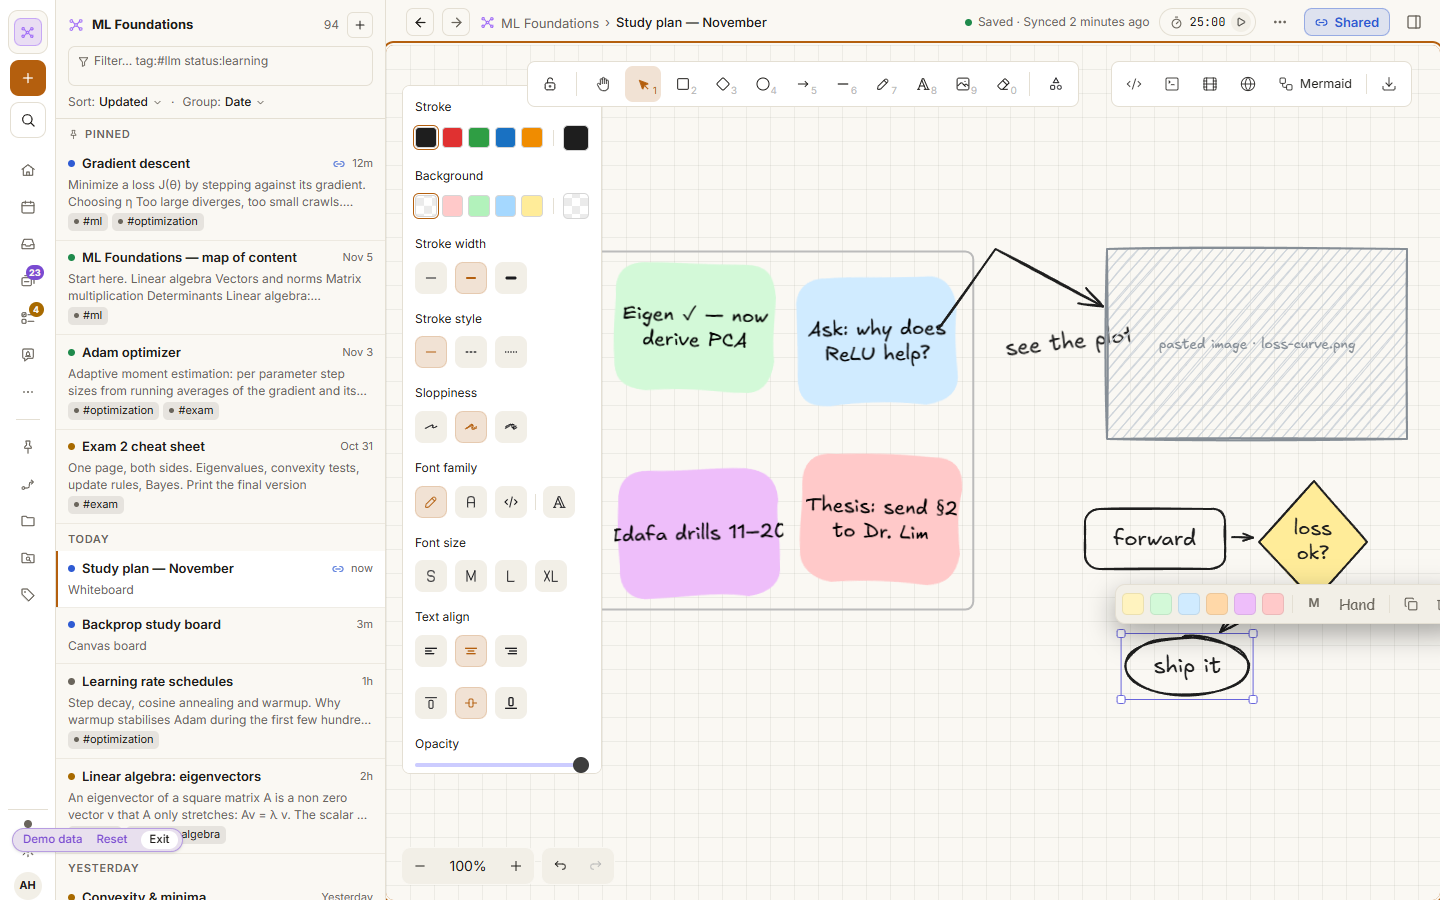 ML Foundations 94
Filter... tag:#llm status:learning
Sort: Updated · Group: Date
PINNED
Gradient descent 12m
Minimize a loss J(θ) by stepping against its gradient.
Choosing η Too large diverges, too small crawls....
#ml #optimization
ML Foundations — map of content Nov 5
Start here. Linear algebra Vectors and norms Matrix
multiplication Determinants Linear algebra:...
#ml
Adam optimizer Nov 3
Adaptive moment estimation: per parameter step
sizes from running averages of the gradient and its...
#optimization #exam
Exam 2 cheat sheet Oct 31
One page, both sides. Eigenvalues, convexity tests,
update rules, Bayes. Print the final version
#exam
TODAY
Study plan — November now
Whiteboard
Backprop study board 3m
Canvas board
Learning rate schedules 1h
Step decay, cosine annealing and warmup. Why
warmup stabilises Adam during the first few hundre...
#optimization
Linear algebra: eigenvectors 2h
An eigenvector of a square matrix A is a non zero
vector v that A only stretches: Av = λ v. The scalar ...
algebra
YESTERDAY
Convexity & minima Yesterday
23
4
Demo data Reset Exit
AH
ML Foundations › Study plan — November
Saved · Synced 2 minutes ago
25:00
Shared
1 2 3 4 5 6 7 8 9 0
Mermaid
Stroke
Background
Stroke width
Stroke style
Sloppiness
Font family
A A
Font size
S M L XL
Text align
Opacity
100%
Eigen ✓ — now
derive PCA
Ask: why does
ReLU help?
Idafa drills 11–20
Thesis: send §2
to Dr. Lim
see the plot
pasted image · loss-curve.png
forward
loss
ok?
M Hand
ship it